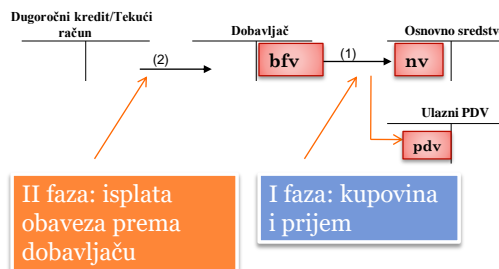 Dugoročni kredit/Tekući
račun
Dobavljač
Osnovno sredstvo
(2)
bfv
(1)
nv
Ulazni PDV
pdv
II faza: isplata
obaveza prema
dobavljaču
I faza: kupovina
i prijem